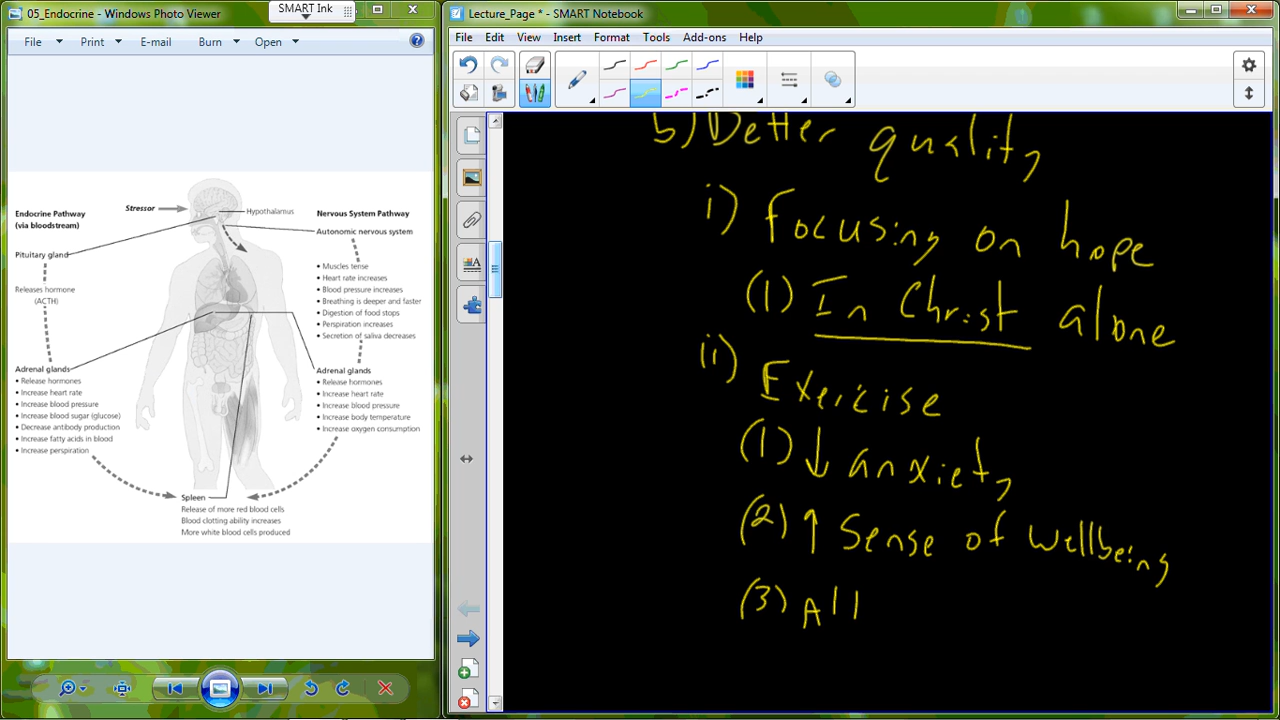 05_Endocrine - Windows Photo Viewer
SMART Ink
File Print E-mail Burn Open
Stressor
Hypothalamus
Endocrine Pathway
(via bloodstream)
Pituitary gland
Releases hormone
(ACTH)
Adrenal glands
• Release hormones
• Increase heart rate
• Increase blood pressure
• Increase blood sugar (glucose)
• Decrease antibody production
• Increase fatty acids in blood
• Increase perspiration
Nervous System Pathway
Autonomic nervous system
• Muscles tense
• Heart rate increases
• Blood pressure increases
• Breathing is deeper and faster
• Digestion of food stops
• Perspiration increases
• Secretion of saliva decreases
Adrenal glands
• Release hormones
• Increase heart rate
• Increase blood pressure
• Increase body temperature
• Increase oxygen consumption
Spleen
Release of more red blood cells
Blood clotting ability increases
More white blood cells produced
Lecture_Page * - SMART Notebook
File Edit View Insert Format Tools Add-ons Help
b) Better quality
i) Focusing on hope
(1) In Christ alone
ii) Exercise
(1) ↓ anxiety
(2) ↑ Sense of wellbeing
(3) All